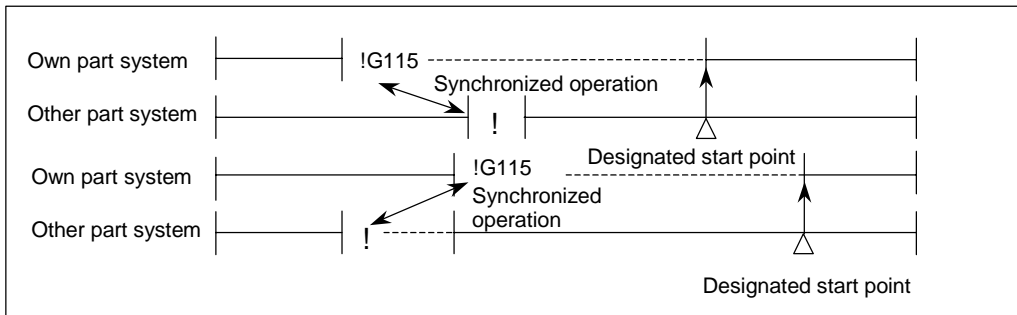 Own part system
!G115
Synchronized operation
Other part system
!
Designated start point
Own part system
!G115
Synchronized
operation
Other part system
!
Designated start point